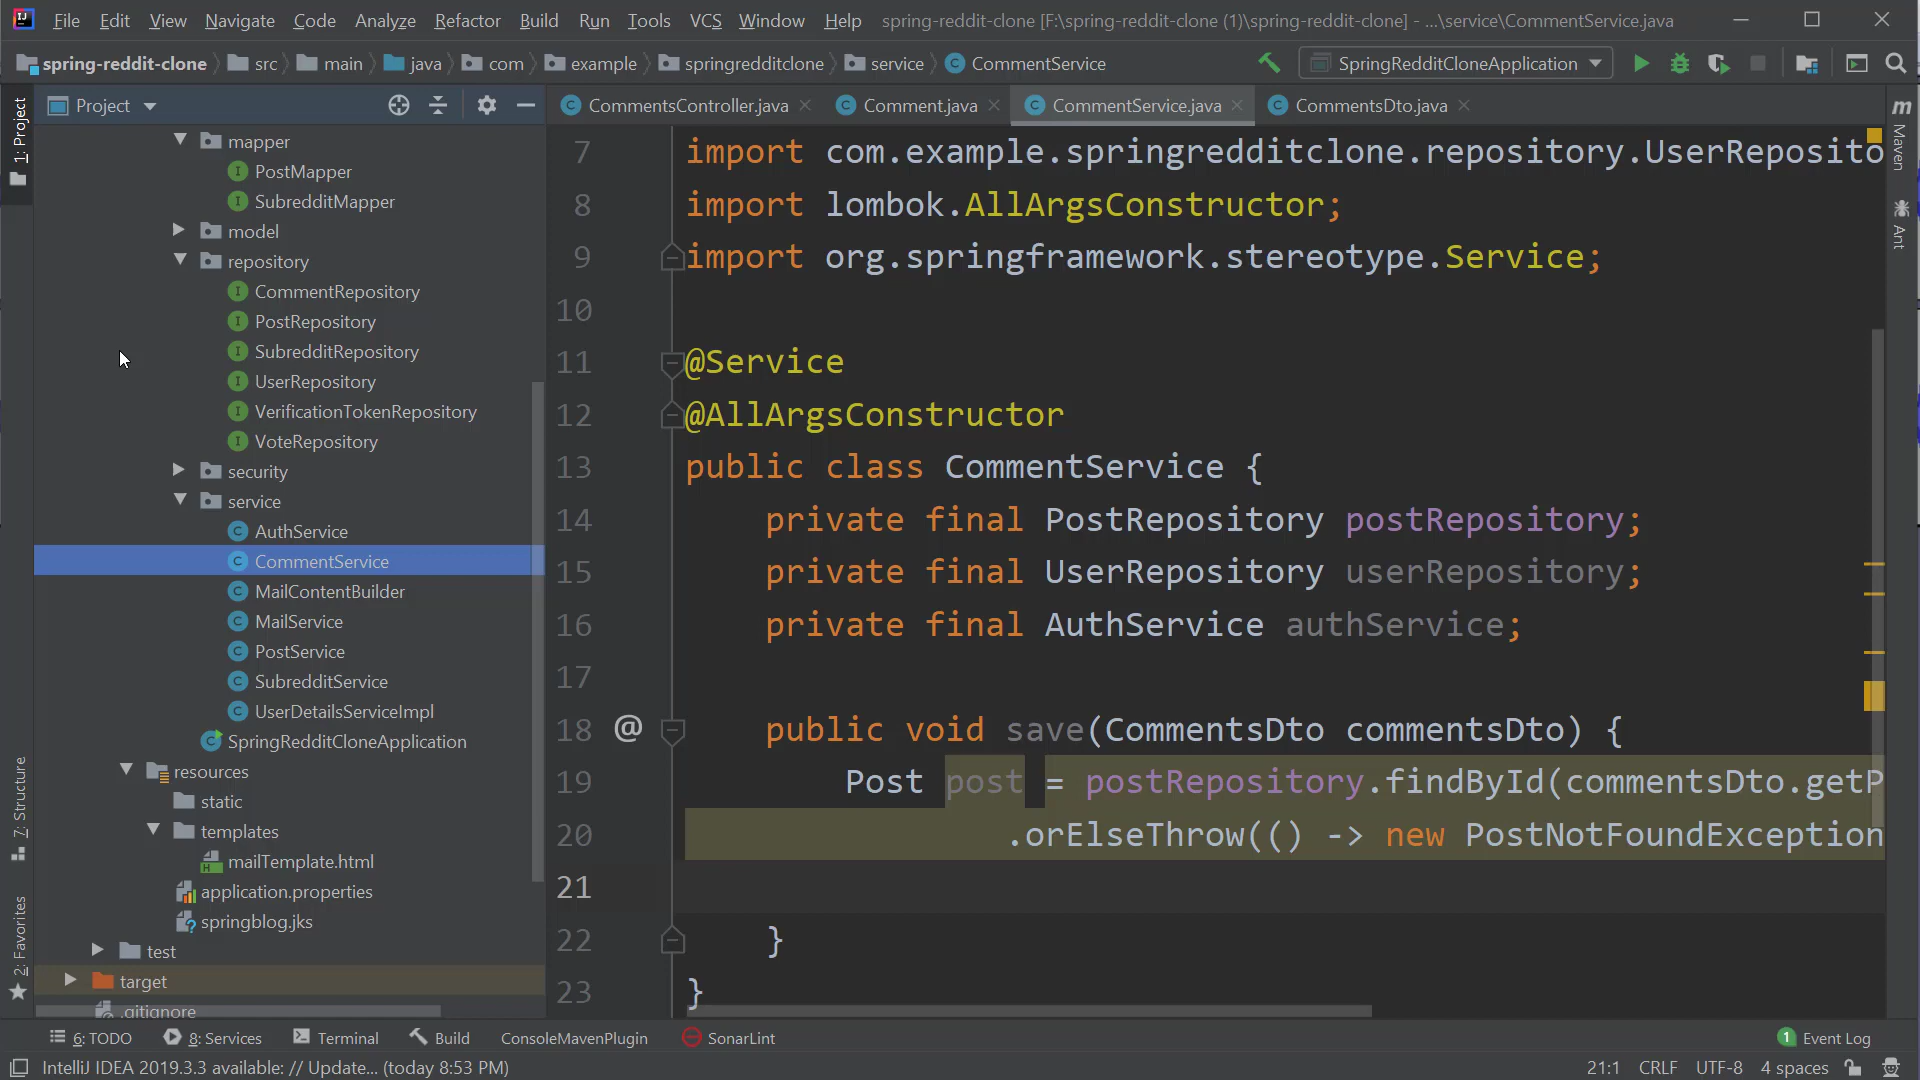 File Edit View Navigate Code Analyze Refactor Build Run Tools VCS Window Help spring-reddit-clone [F:\spring-reddit-clone (1)\spring-reddit-clone] - ...\service\CommentService.java
spring-reddit-clone src main java com example springredditclone service CommentService SpringRedditCloneApplication
Project
CommentsController.java Comment.java CommentService.java CommentsDto.java
1: Project
7: Structure
2: Favorites
mapper
PostMapper
SubredditMapper
model
repository
CommentRepository
PostRepository
SubredditRepository
UserRepository
VerificationTokenRepository
VoteRepository
security
service
AuthService
CommentService
MailContentBuilder
MailService
PostService
SubredditService
UserDetailsServiceImpl
SpringRedditCloneApplication
resources
static
templates
mailTemplate.html
application.properties
springblog.jks
test
target
.gitignore
7 import com.example.springredditclone.repository.UserReposito
8 import lombok.AllArgsConstructor;
9 import org.springframework.stereotype.Service;
10
11 @Service
12 @AllArgsConstructor
13 public class CommentService {
14 private final PostRepository postRepository;
15 private final UserRepository userRepository;
16 private final AuthService authService;
17
18 @ public void save(CommentsDto commentsDto) {
19 Post post = postRepository.findById(commentsDto.getP
20 .orElseThrow(() -> new PostNotFoundException
21
22 }
23 }
m Maven
Ant
6: TODO 8: Services Terminal Build ConsoleMavenPlugin SonarLint 1 Event Log
IntelliJ IDEA 2019.3.3 available: // Update... (today 8:53 PM) 21:1 CRLF UTF-8 4 spaces